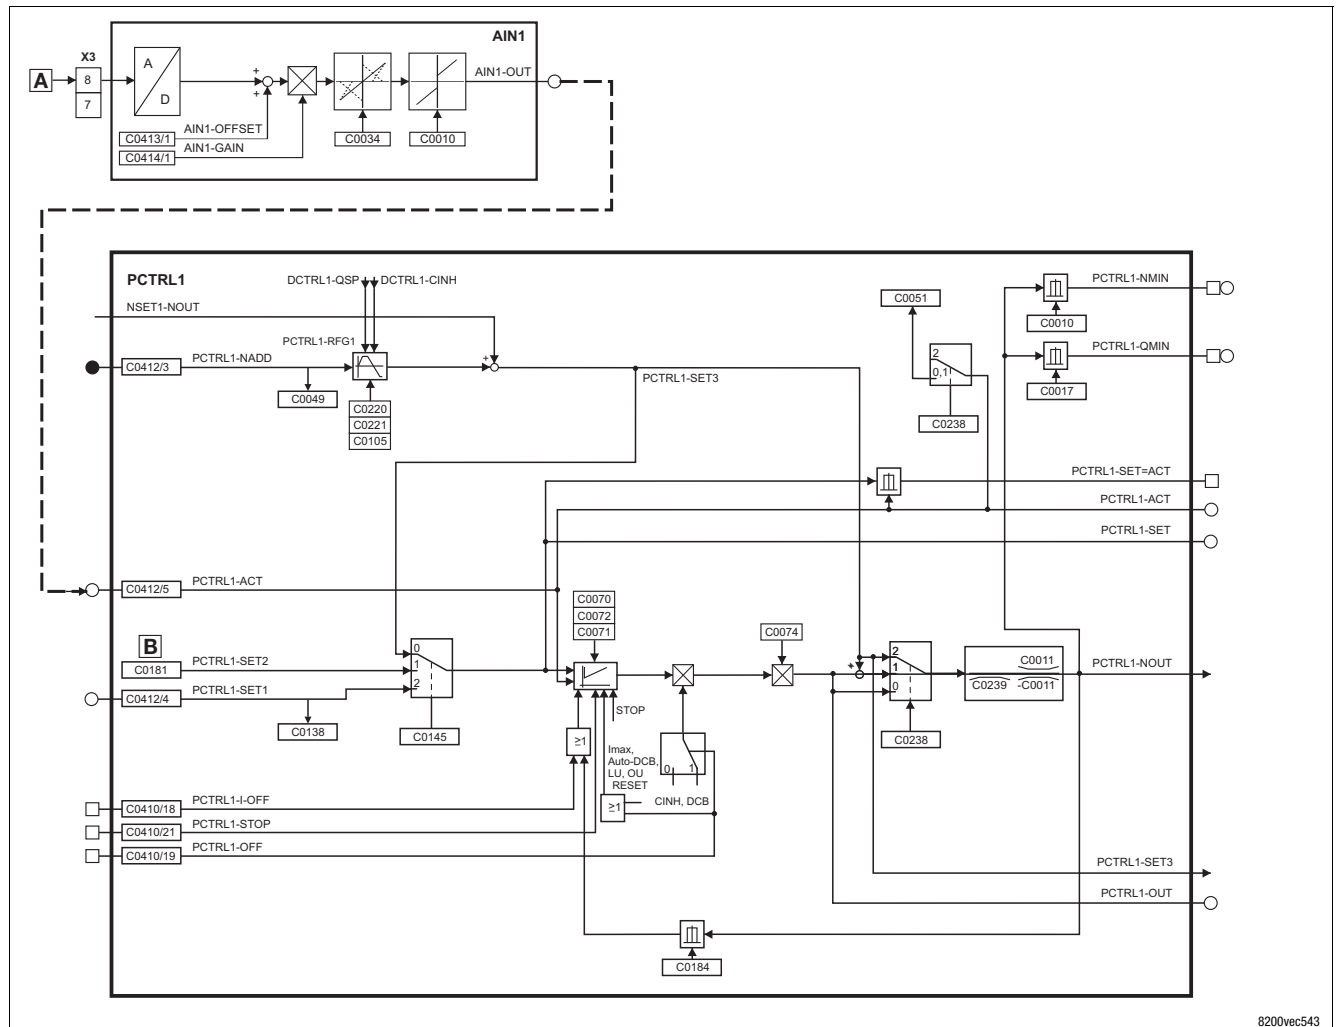 AIN1
X3
A
8
7
A
D
+
+
AIN1-OUT
C0413/1
AIN1-OFFSET
C0414/1
AIN1-GAIN
C0034
C0010
PCTRL1
DCTRL1-QSP
DCTRL1-CINH
NSET1-NOUT
PCTRL1-RFG1
C0412/3
PCTRL1-NADD
+
C0049
C0220
C0221
C0105
PCTRL1-SET3
C0051
2
0,1
C0238
PCTRL1-NMIN
C0010
PCTRL1-QMIN
C0017
PCTRL1-SET=ACT
PCTRL1-ACT
PCTRL1-SET
C0412/5
PCTRL1-ACT
B
C0181
PCTRL1-SET2
C0412/4
PCTRL1-SET1
C0138
0
1
2
C0145
C0070
C0072
C0071
C0074
STOP
≥1
Imax,
Auto-DCB,
LU, OU
RESET
≥1
0
1
CINH, DCB
+
2
1
0
C0238
C0011
C0239
-C0011
PCTRL1-NOUT
C0410/18
PCTRL1-I-OFF
C0410/21
PCTRL1-STOP
C0410/19
PCTRL1-OFF
PCTRL1-SET3
PCTRL1-OUT
C0184
8200vec543